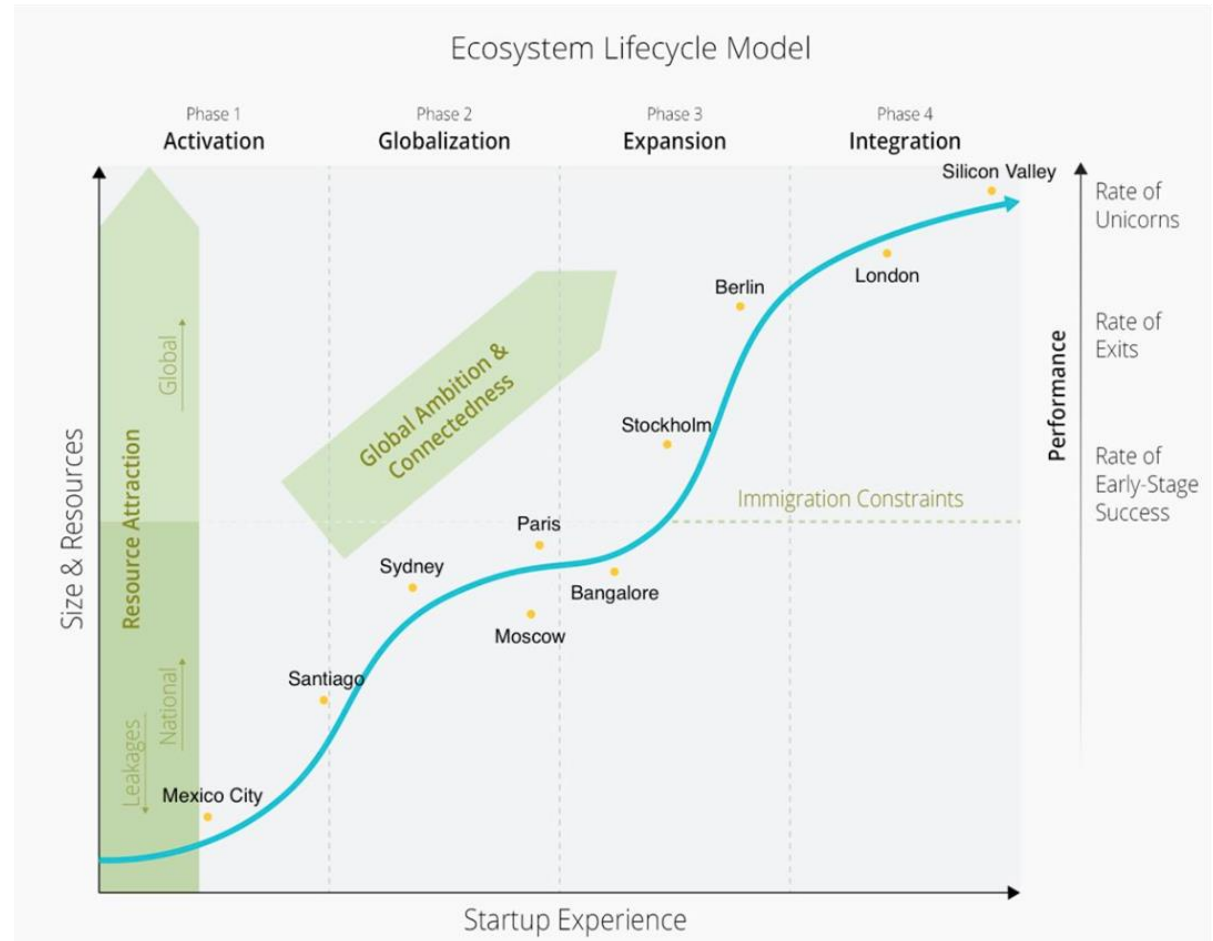 Ecosystem Lifecycle Model
Phase 1
Activation
Phase 2
Globalization
Phase 3
Expansion
Phase 4
Integration
Silicon Valley
London
Berlin
Stockholm
Global Ambition &
Connectedness
Immigration Constraints
Paris
Sydney
Bangalore
Moscow
Santiago
Mexico City
Global
Resource Attraction
National
Leakages
Size & Resources
Startup Experience
Performance
Rate of
Unicorns
Rate of
Exits
Rate of
Early-Stage
Success